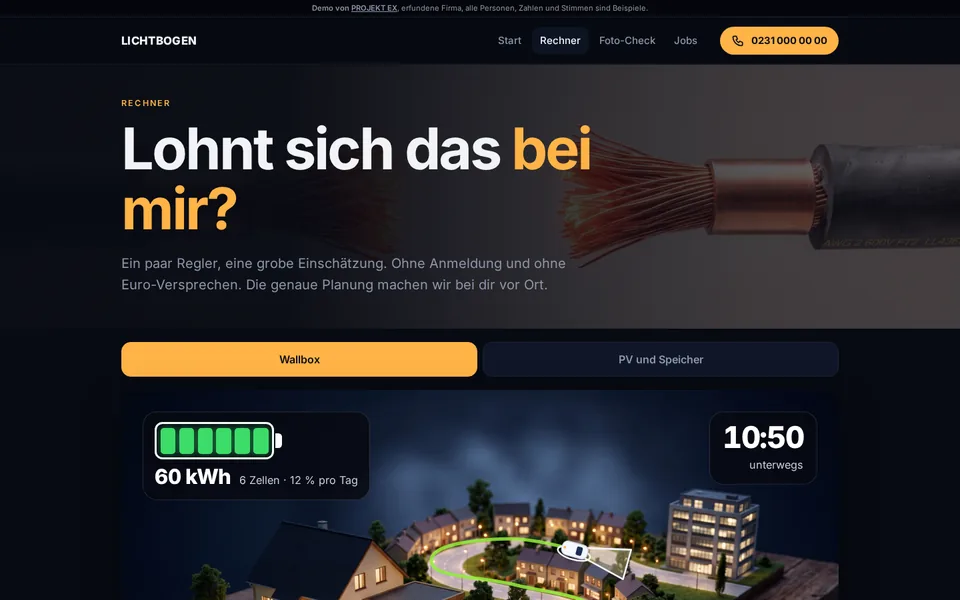 Demo von PROJEKT EX, erfundene Firma, alle Personen, Zahlen und Stimmen sind Beispiele.
LICHTBOGEN
Start
Rechner
Foto-Check
Jobs
0231 000 00 00
RECHNER
Lohnt sich das bei
mir?
Ein paar Regler, eine grobe Einschätzung. Ohne Anmeldung und ohne
Euro-Versprechen. Die genaue Planung machen wir bei dir vor Ort.
Wallbox
PV und Speicher
60 kWh 6 Zellen · 12 % pro Tag
10:50
unterwegs